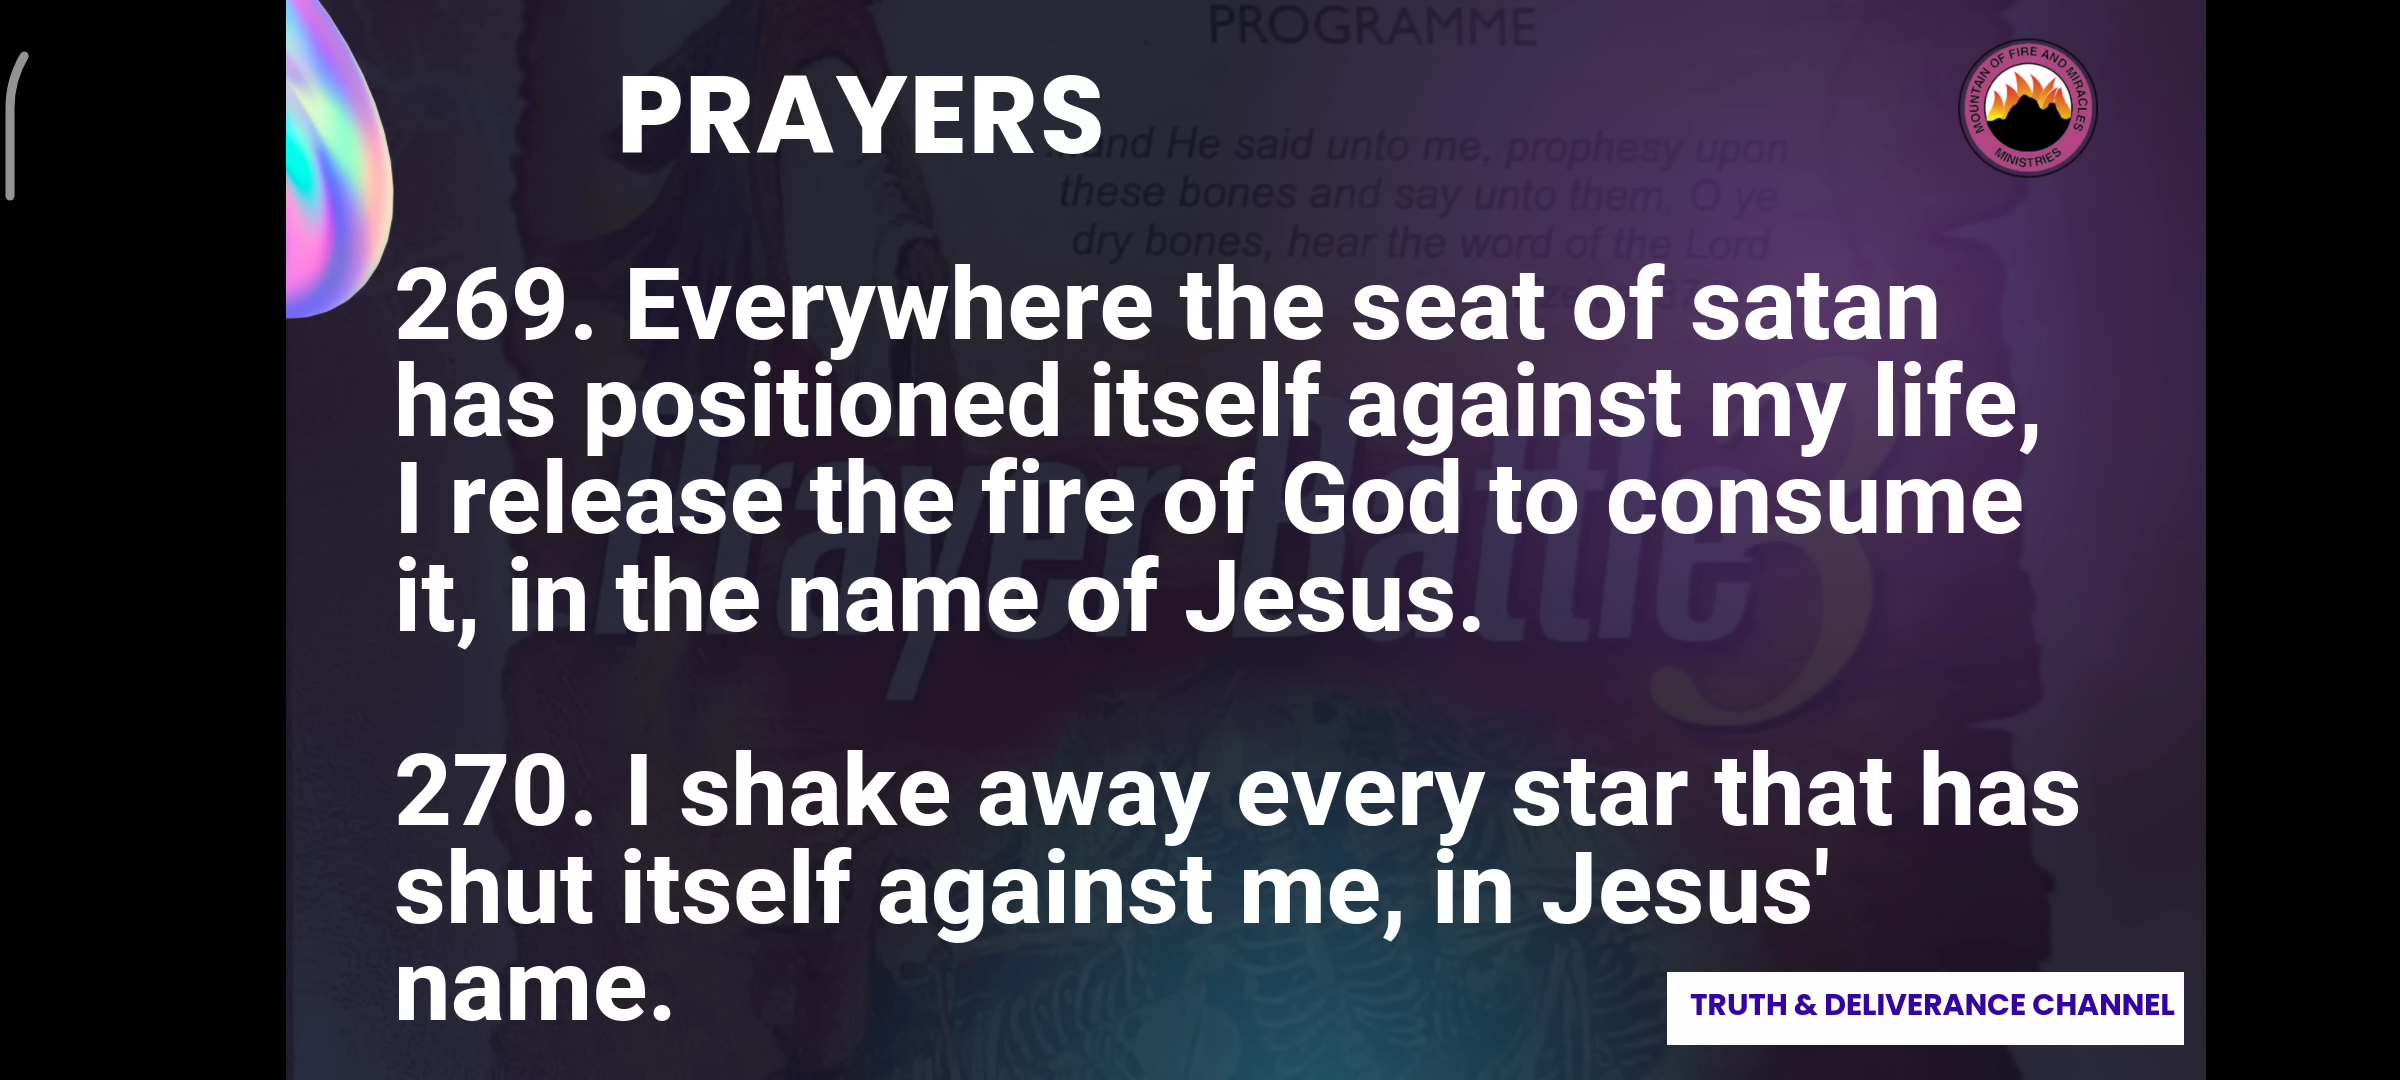 PROGRAMME
PRAYERS
MOUNTAIN OF FIRE AND MIRACLES
MINISTRIES
and He said unto me, prophesy upon
these bones and say unto them, O ye
dry bones, hear the word of the Lord
269. Everywhere the seat of satan
has positioned itself against my life,
I release the fire of God to consume
it, in the name of Jesus.
Prayer Battle 3
270. I shake away every star that has
shut itself against me, in Jesus'
name.
TRUTH & DELIVERANCE CHANNEL